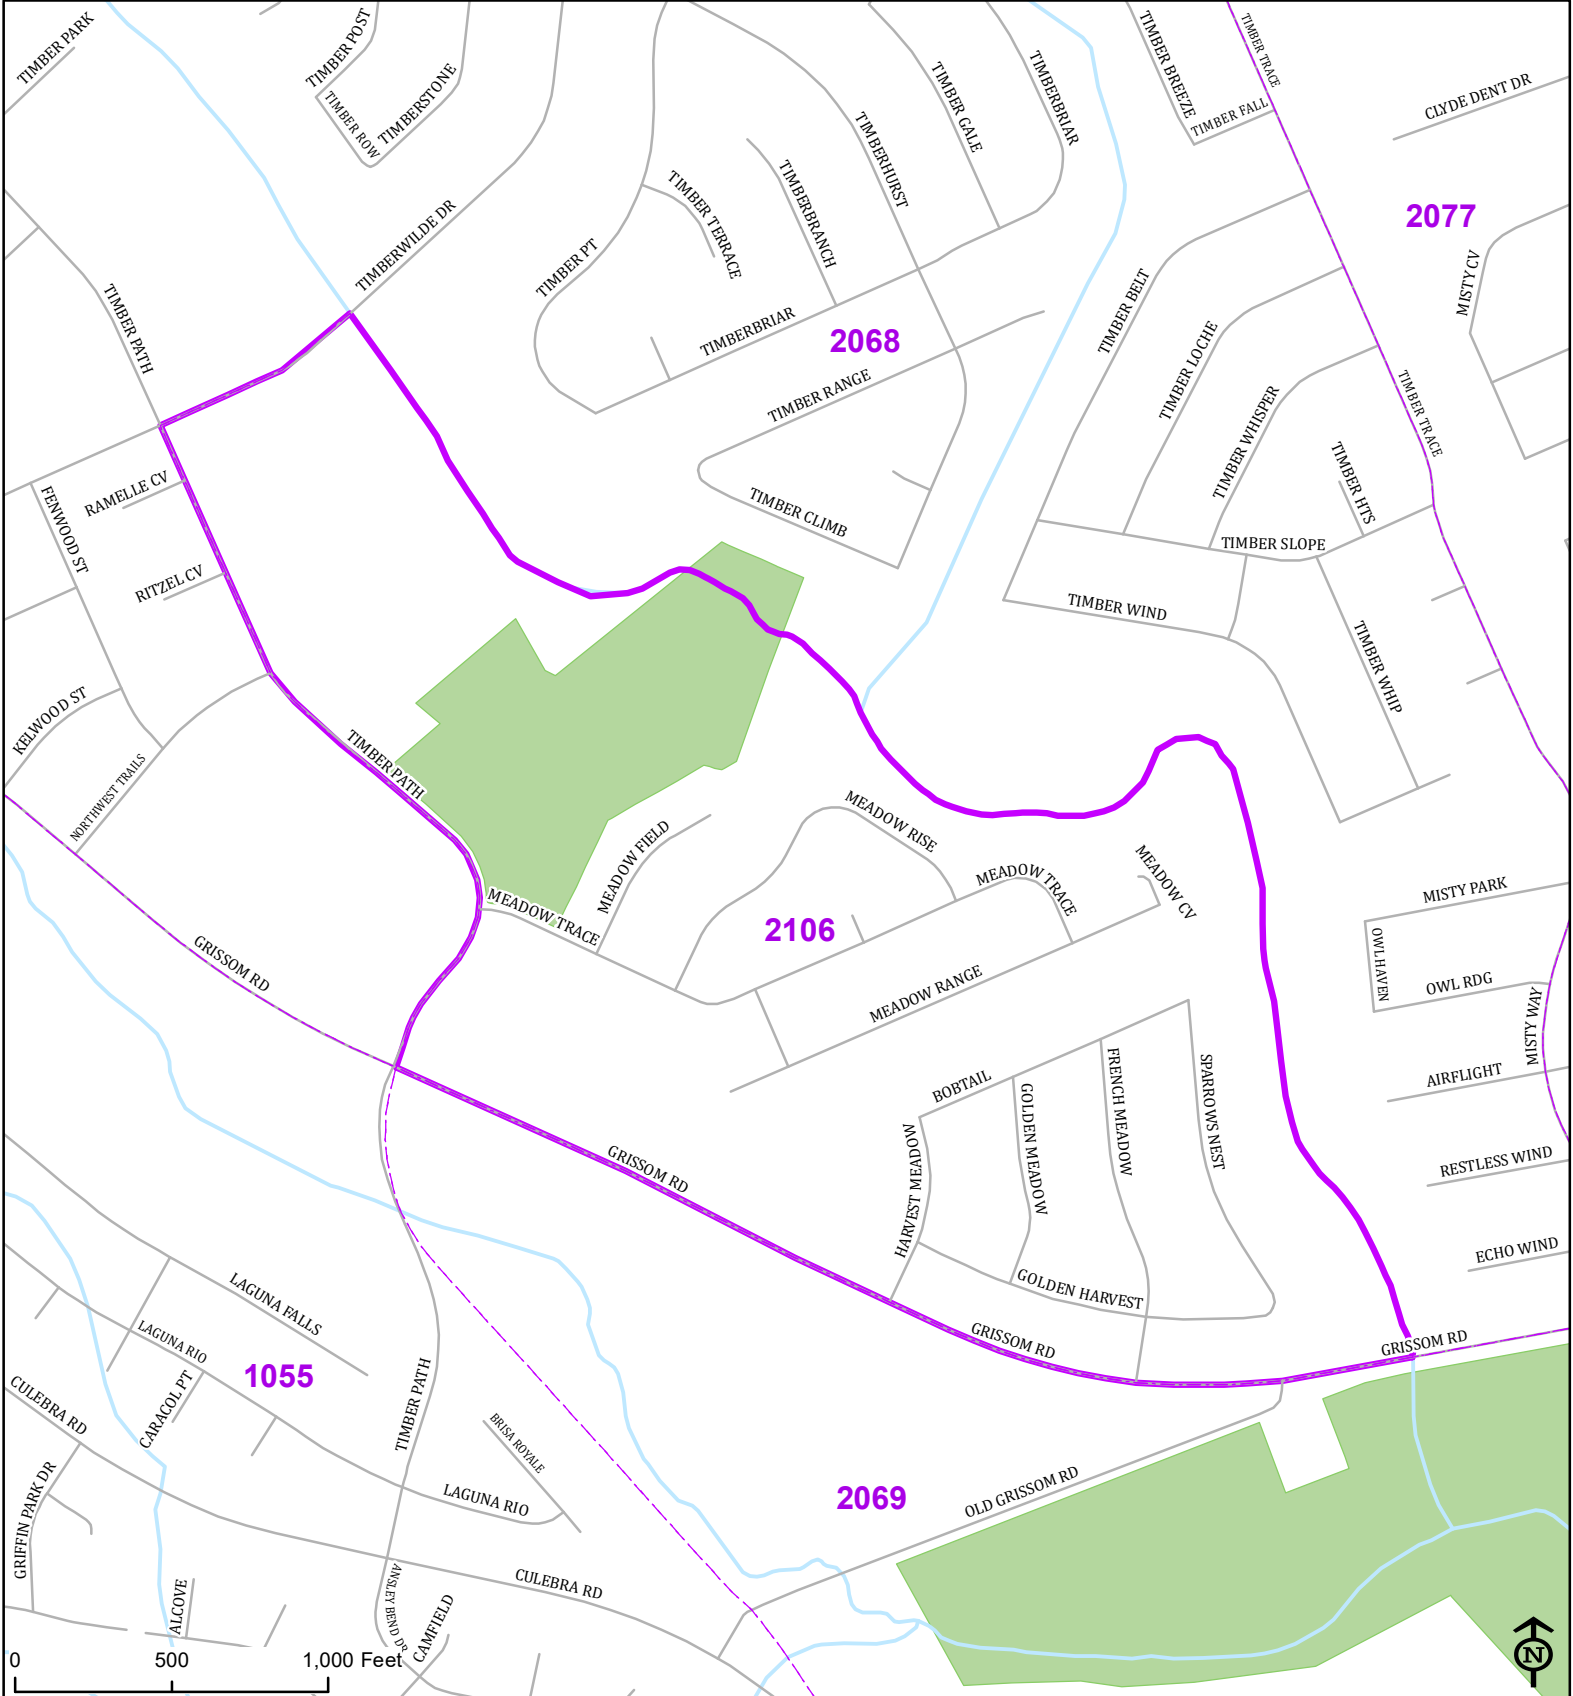 TIMBER PARK
TIMBER POST
TIMBER ROW
TIMBERSTONE
TIMBERWILDE DR
TIMBER PATH
TIMBER PT
TIMBER TERRACE
TIMBERBRANCH
TIMBERHURST
TIMBER GALE
TIMBERBRIAR
TIMBER BREEZE
TIMBER FALL
TIMBER TRACE
CLYDE DENT DR
2077
MISTY CV
TIMBERBRIAR
2068
TIMBER RANGE
TIMBER BELT
TIMBER LOCHE
TIMBER WHISPER
TIMBER TRACE
TIMBER HTS
TIMBER CLIMB
TIMBER SLOPE
TIMBER WIND
TIMBER WHIP
RAMELLE CV
FENWOOD ST
RITZEL CV
KELWOOD ST
NORTHWEST TRAILS
TIMBER PATH
MEADOW FIELD
MEADOW TRACE
MEADOW RISE
MEADOW TRACE
MEADOW CV
2106
MEADOW RANGE
MISTY PARK
OWLHAVEN
OWL RDG
MISTY WAY
AIRFLIGHT
RESTLESS WIND
ECHO WIND
GRISSOM RD
BOBTAIL
HARVEST MEADOW
GOLDEN MEADOW
FRENCH MEADOW
SPARROWS NEST
GOLDEN HARVEST
GRISSOM RD
GRISSOM RD
GRISSOM RD
LAGUNA FALLS
LAGUNA RIO
1055
CARACOL PT
CULEBRA RD
TIMBER PATH
BRISA ROYALE
LAGUNA RIO
2069
OLD GRISSOM RD
GRIFFIN PARK DR
ALCOVE
ANSLEY BEND DR
CAMFIELD
CULEBRA RD
0 500 1,000 Feet
N